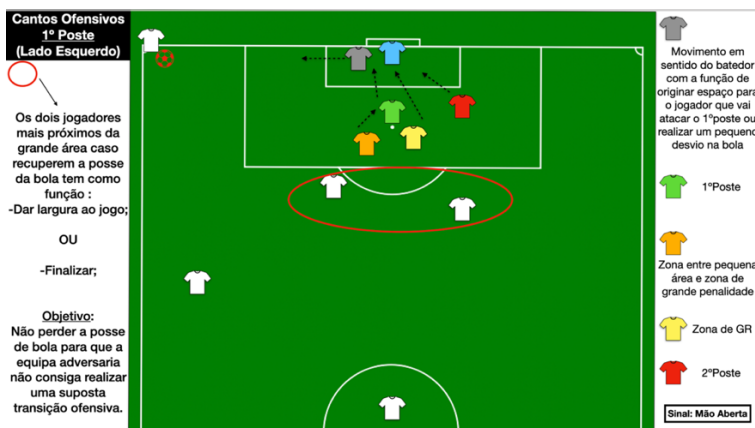 Cantos Ofensivos
1º Poste
(Lado Esquerdo)
Os dois jogadores
mais próximos da
grande área caso
recuperem a posse
da bola tem como
função :
-Dar largura ao jogo;
OU
-Finalizar;
Objetivo:
Não perder a posse
de bola para que a
equipa adversaria
não consiga realizar
uma suposta
transição ofensiva.
Movimento em
sentido do batedor
com a função de
originar espaço para
o jogador que vai
atacar o 1ºposte ou
realizar um pequeno
desvio na bola
1ºPoste
Zona entre pequena
área e zona de
grande penalidade
Zona de GR
2ºPoste
Sinal: Mão Aberta